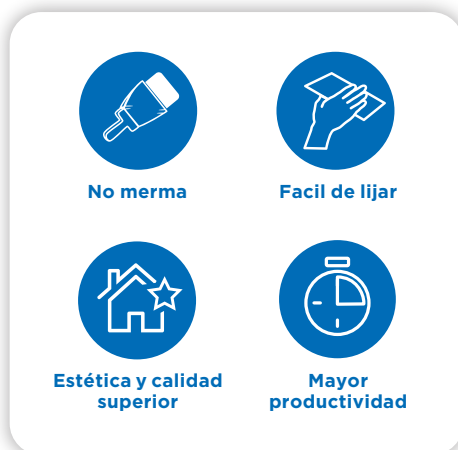 No merma
Facil de lijar
Estética y calidad
superior
Mayor
productividad